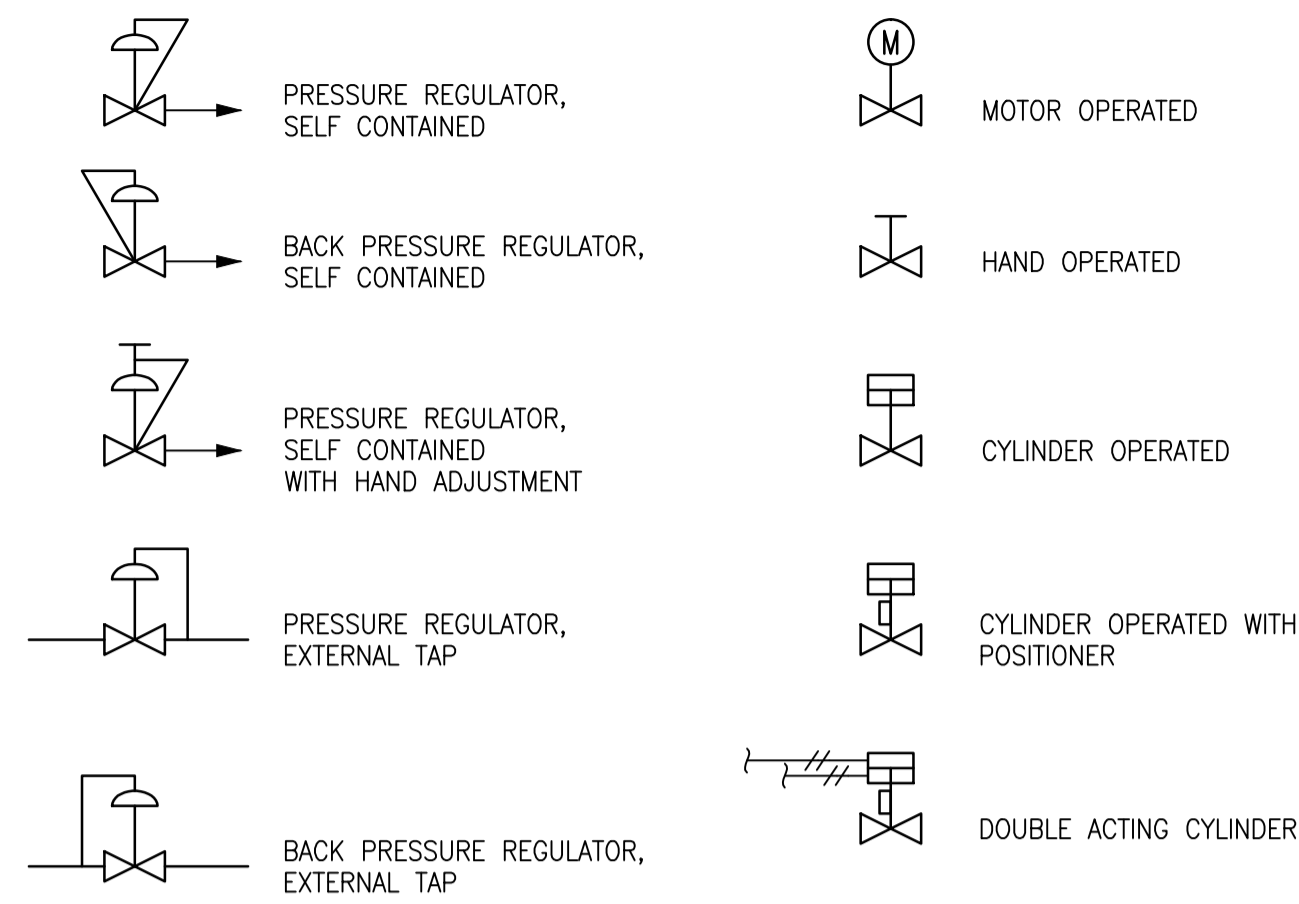 PRESSURE REGULATOR,
SELF CONTAINED
BACK PRESSURE REGULATOR,
SELF CONTAINED
PRESSURE REGULATOR,
SELF CONTAINED
WITH HAND ADJUSTMENT
PRESSURE REGULATOR,
EXTERNAL TAP
BACK PRESSURE REGULATOR,
EXTERNAL TAP
M
MOTOR OPERATED
HAND OPERATED
CYLINDER OPERATED
CYLINDER OPERATED WITH
POSITIONER
DOUBLE ACTING CYLINDER